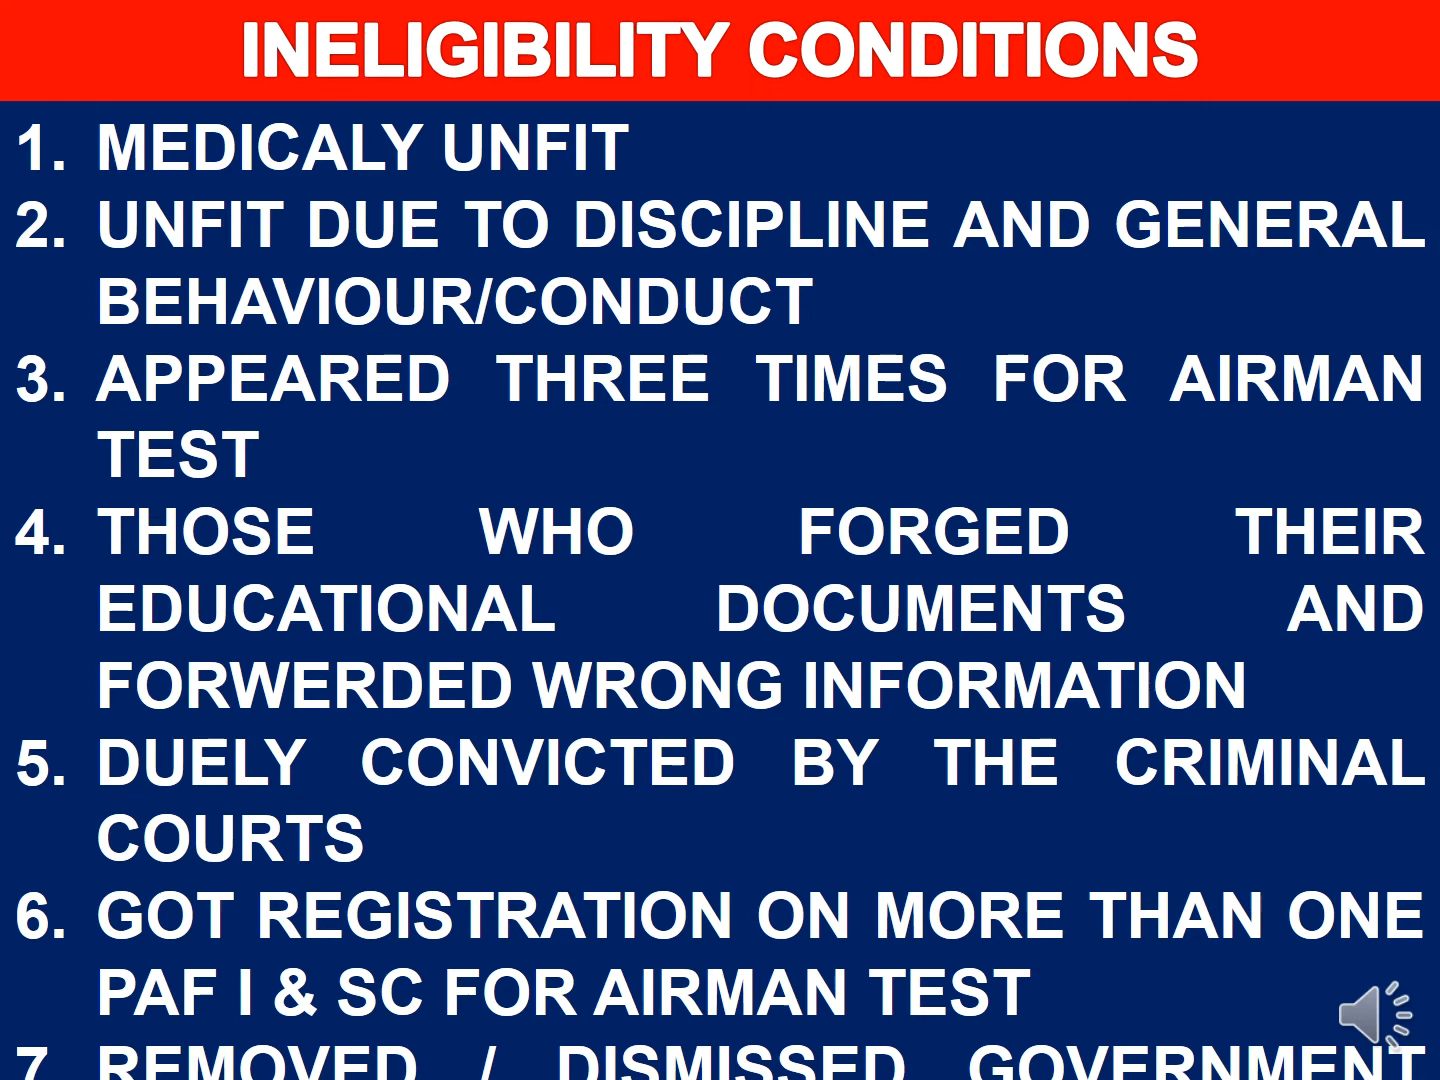 INELIGIBILITY CONDITIONS
1. MEDICALY UNFIT
2. UNFIT DUE TO DISCIPLINE AND GENERAL
BEHAVIOUR/CONDUCT
3. APPEARED THREE TIMES FOR AIRMAN
TEST
4. THOSE WHO FORGED THEIR
EDUCATIONAL DOCUMENTS AND
FORWERDED WRONG INFORMATION
5. DUELY CONVICTED BY THE CRIMINAL
COURTS
6. GOT REGISTRATION ON MORE THAN ONE
PAF I & SC FOR AIRMAN TEST
7 REMOVED / DISMISSED GOVERNMENT